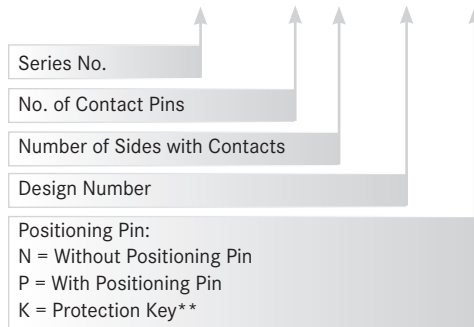 Series No.
No. of Contact Pins
Number of Sides with Contacts
Design Number
Positioning Pin:
N = Without Positioning Pin
P = With Positioning Pin
K = Protection Key**